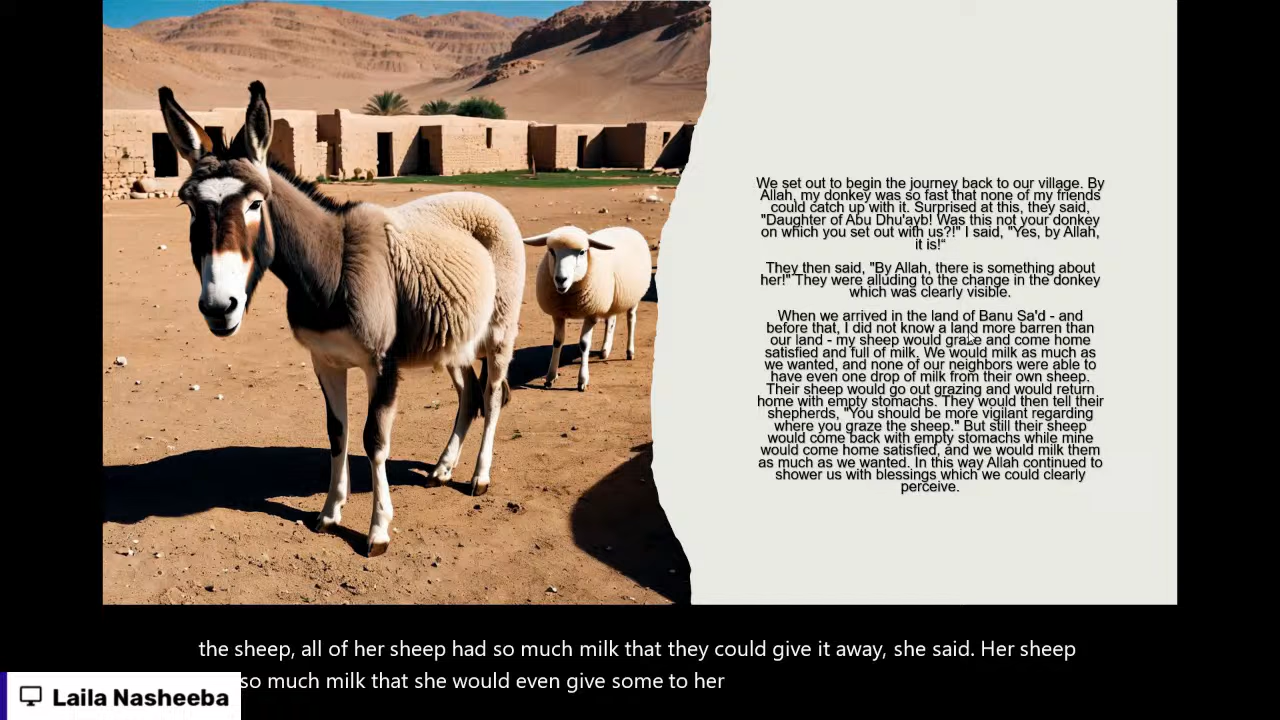 We set out to begin the journey back to our village. By
Allah, my donkey was so fast that none of my friends
could catch up with it. Surprised at this, they said,
"Daughter of Abu Dhu'ayb! Was this not your donkey
on which you set out with us?!" I said, "Yes, by Allah,
it is!“
They then said, "By Allah, there is something about
her!" They were alluding to the change in the donkey
which was clearly visible.
When we arrived in the land of Banu Sa'd - and
before that, I did not know a land more barren than
our land - my sheep would graze and come home
satisfied and full of milk. We would milk as much as
we wanted, and none of our neighbors were able to
have even one drop of milk from their own sheep.
Their sheep would go out grazing and would return
home with empty stomachs. They would then tell their
shepherds, "You should be more vigilant regarding
where you graze the sheep." But still their sheep
would come back with empty stomachs while mine
would come home satisfied, and we would milk them
as much as we wanted. In this way Allah continued to
shower us with blessings which we could clearly
perceive.
the sheep, all of her sheep had so much milk that they could give it away, she said. Her sheep
so much milk that she would even give some to her
Laila Nasheeba